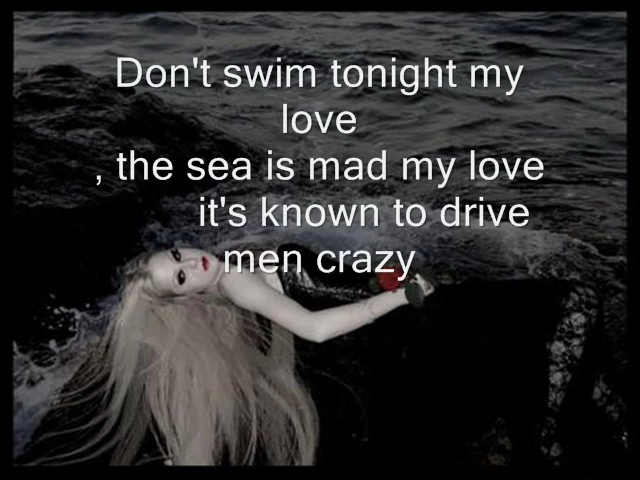 Don't swim tonight my
love
, the sea is mad my love
it's known to drive
men crazy